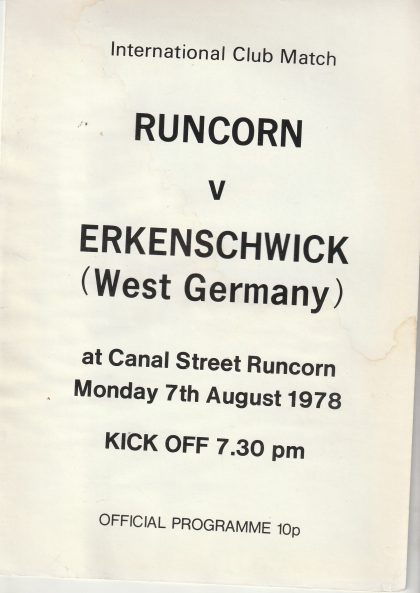 International Club Match
RUNCORN
v
ERKENSCHWICK
(West Germany)
at Canal Street Runcorn
Monday 7th August 1978
KICK OFF 7.30 pm
OFFICIAL PROGRAMME 10p